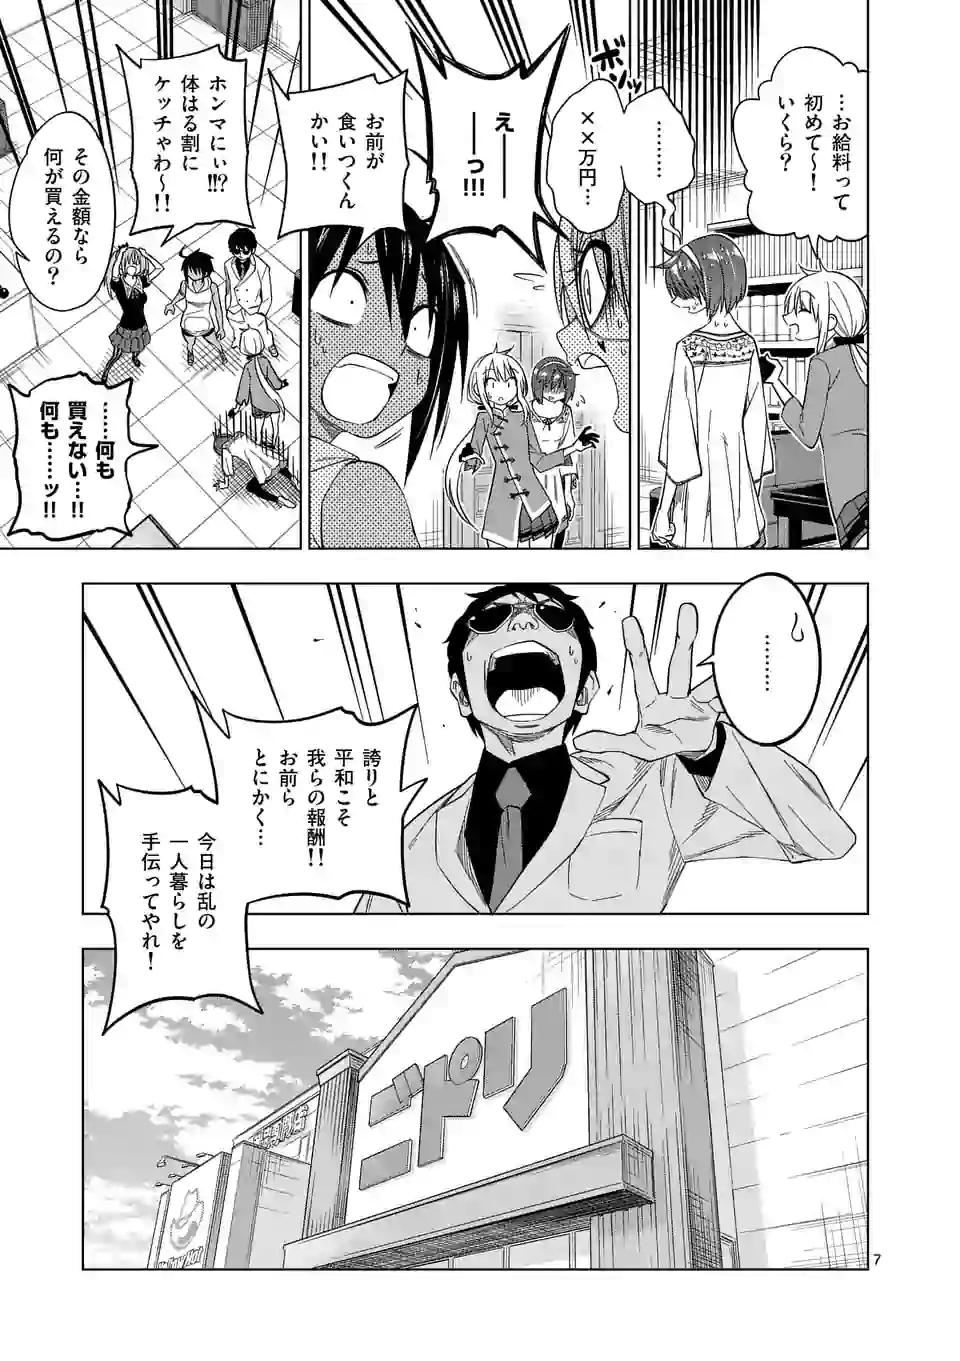 …お給料って
初めて〜！
いくら？
ボソッ
………
××万円…
え――
――っ!!!
お前が
食いつくん
かい!!
ホンマにぃ!!?
体はる割に
ケッチャわ〜!!
その金額なら
何が買えるの？
……何も
買えない…!!
何も……ッ!!
………
誇りと
平和こそ
我らの報酬!!
お前ら
とにかく…
今日は乱の
一人暮らしを
手伝ってやれ！
ニポリ
7